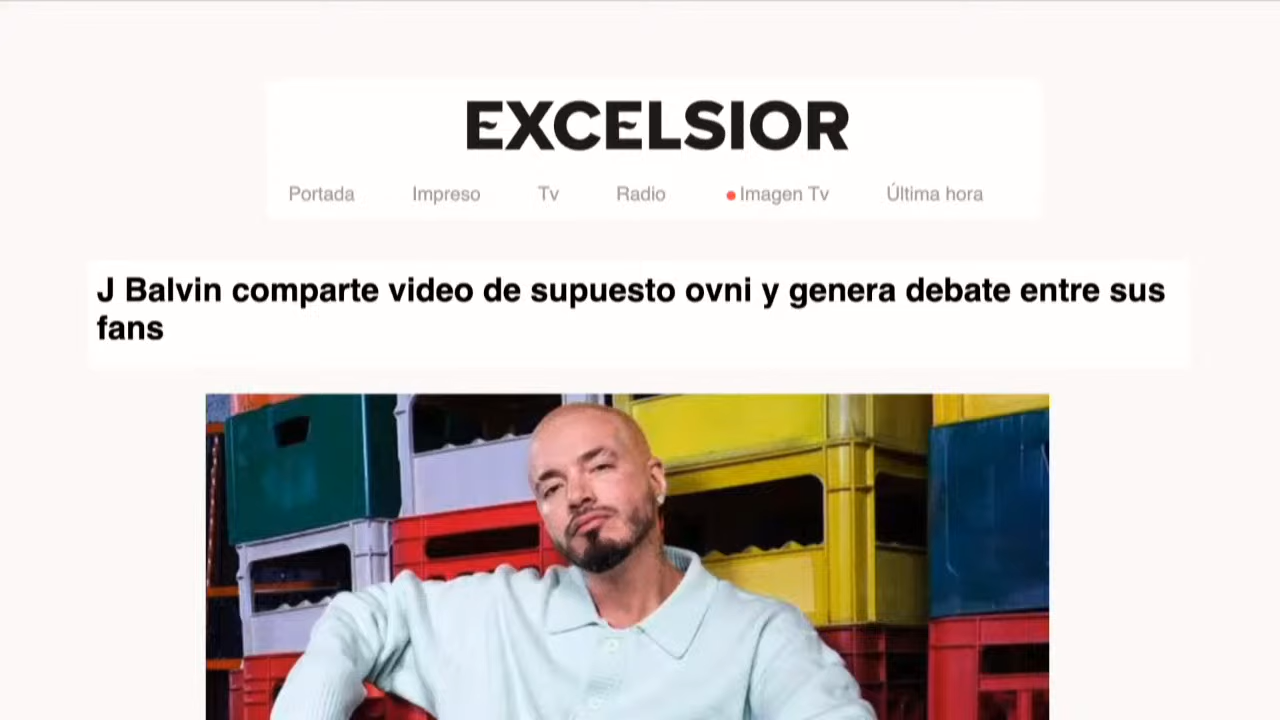 EXCELSIOR
Portada Impreso Tv Radio Imagen Tv Última hora
J Balvin comparte video de supuesto ovni y genera debate entre sus
fans